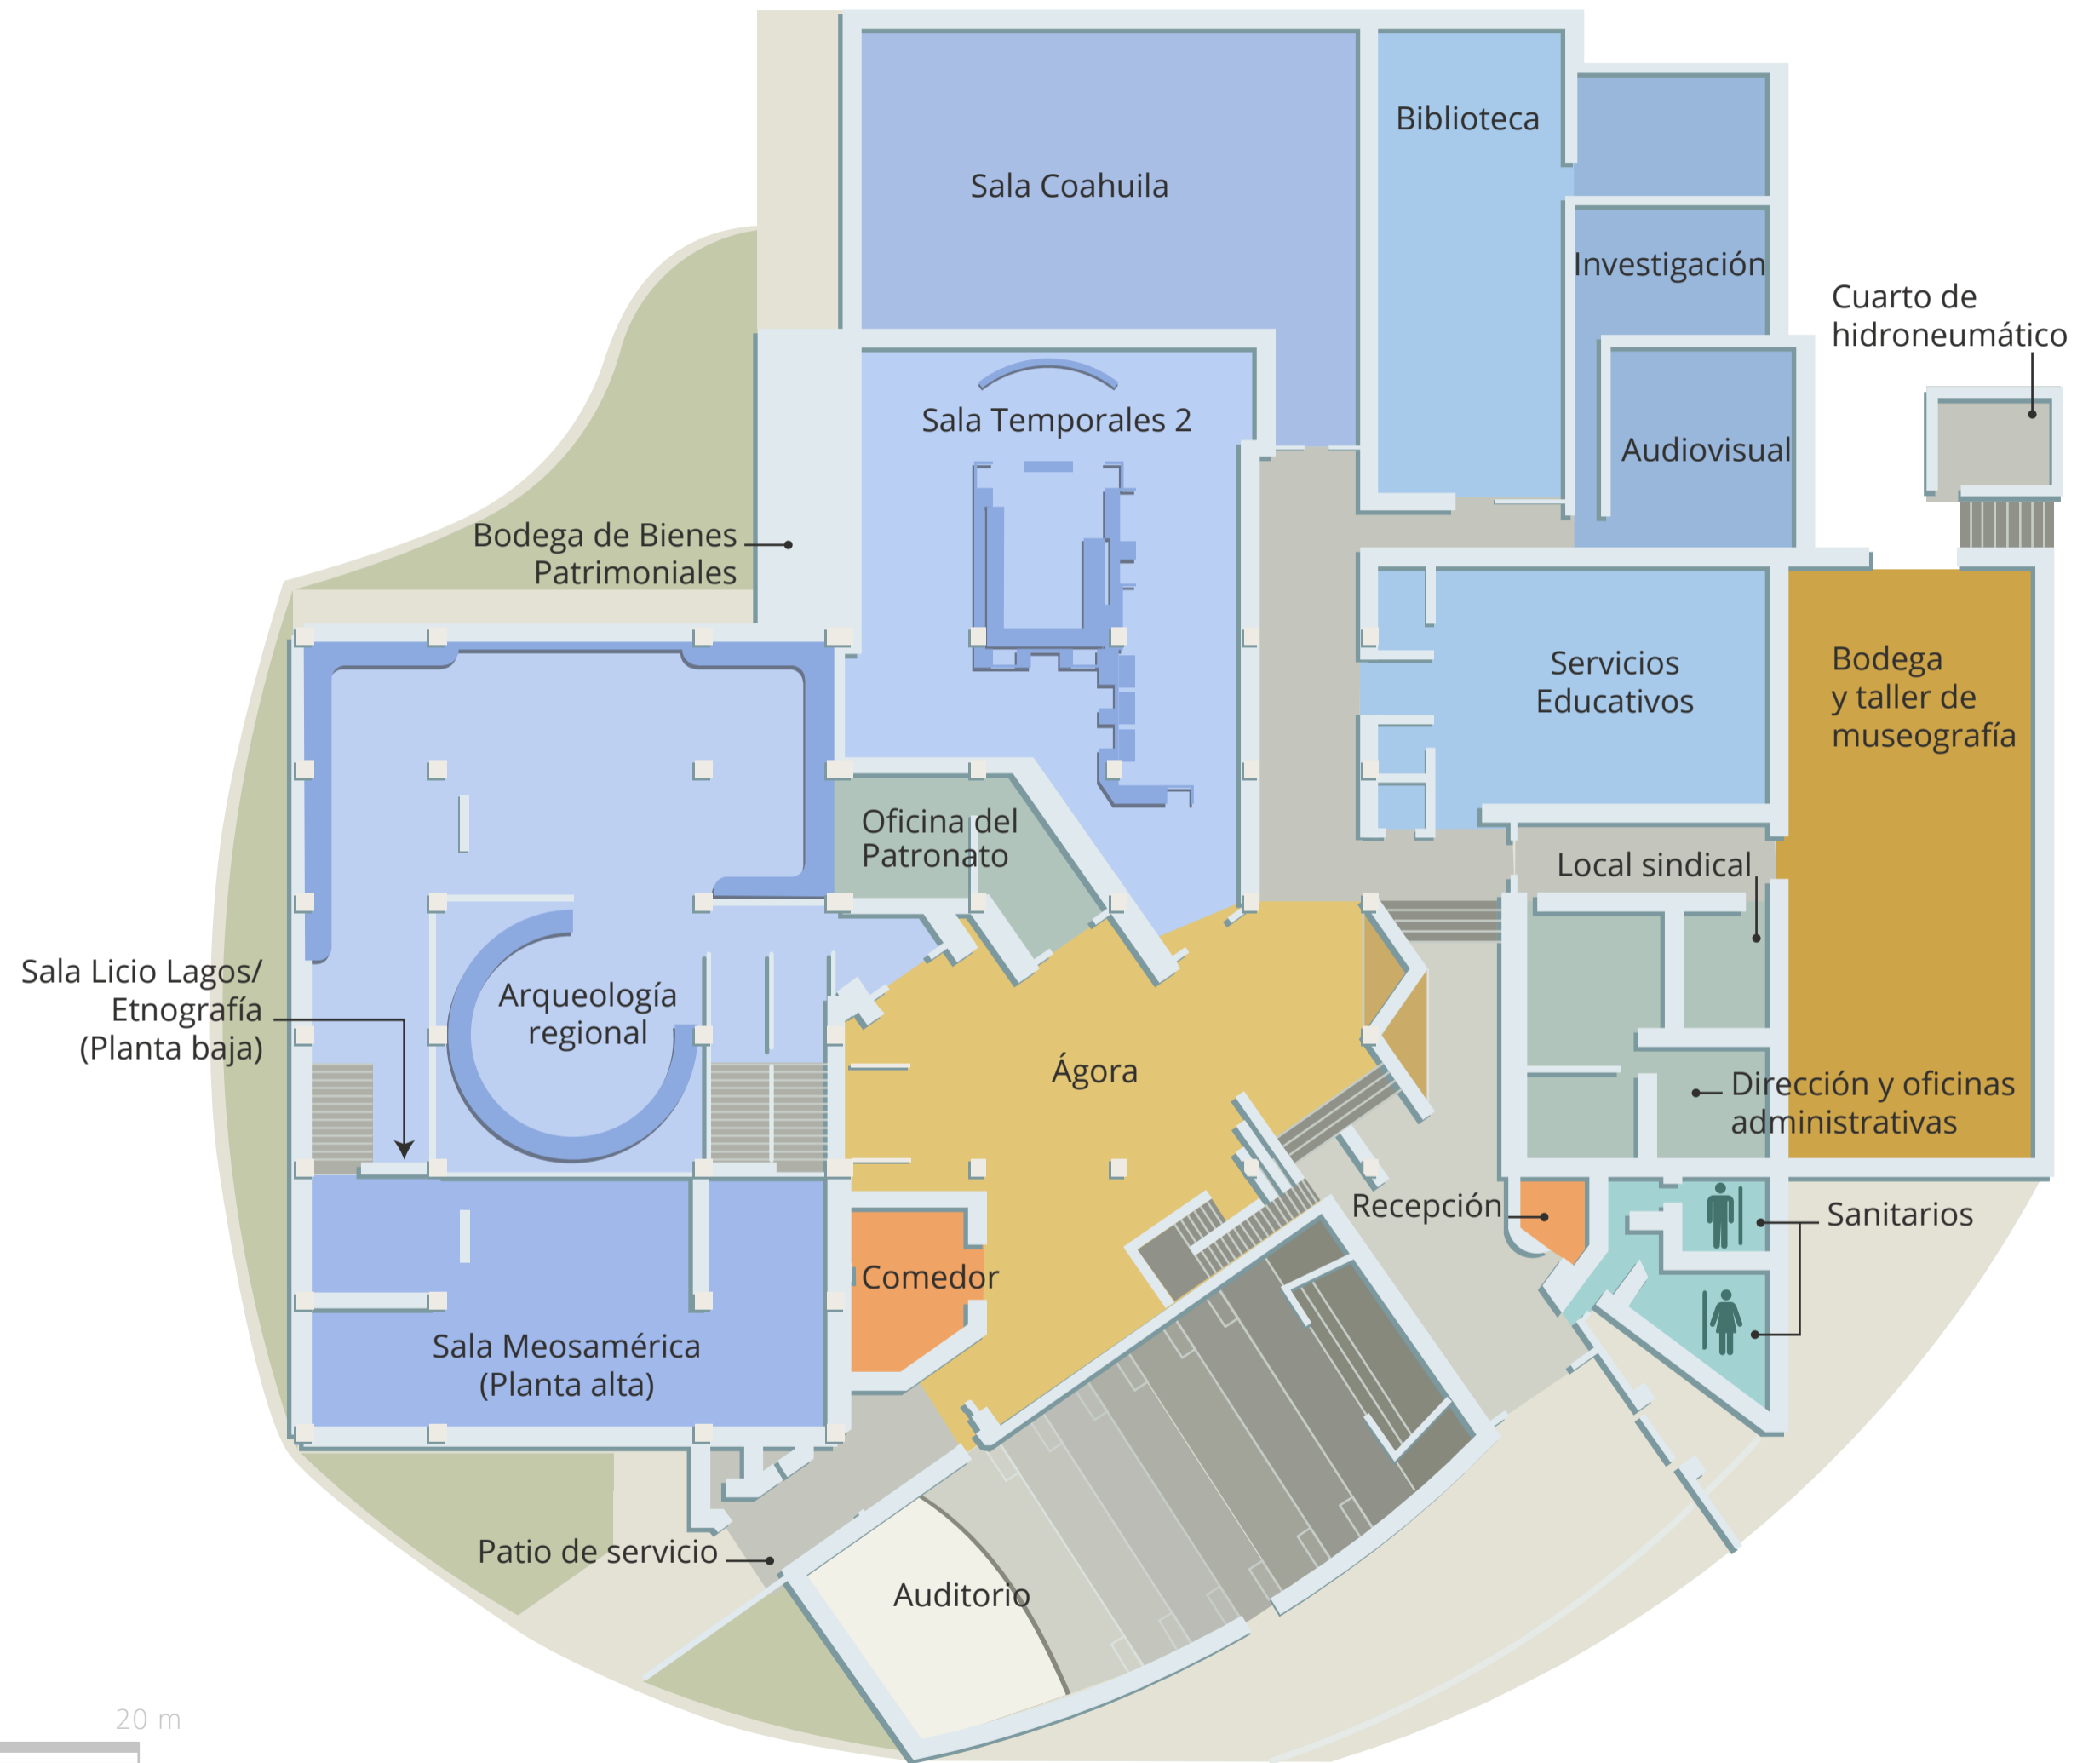 Biblioteca
Sala Coahuila
Investigación
Cuarto de
hidroneumático
Sala Temporales 2
Audiovisual
Bodega de Bienes
Patrimoniales
Servicios
Educativos
Bodega
y taller de
museografía
Oficina del
Patronato
Local sindical
Sala Licio Lagos/
Etnografía
(Planta baja)
Arqueología
regional
Ágora
Dirección y oficinas
administrativas
Recepción
Sanitarios
Comedor
Sala Meosamérica
(Planta alta)
Patio de servicio
Auditorio
20 m